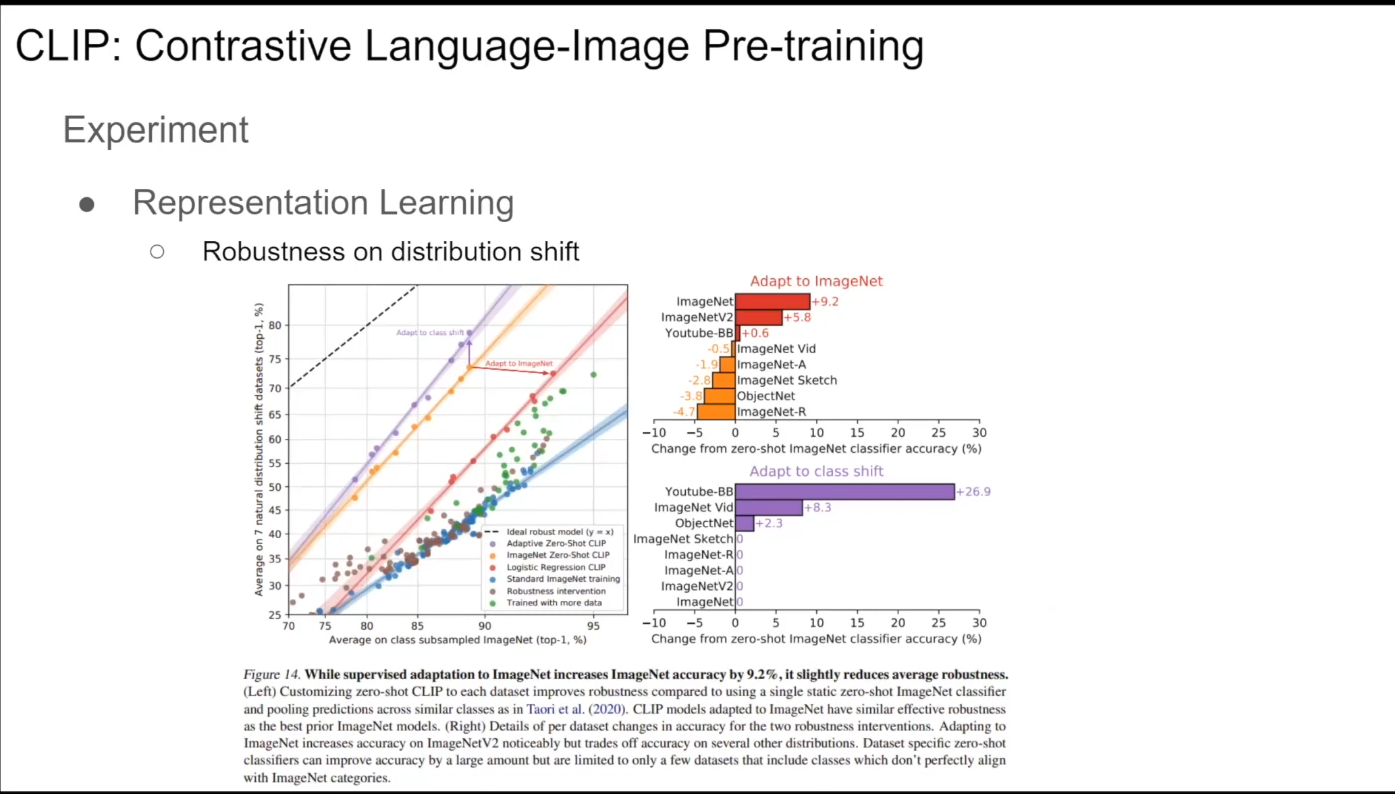 CLIP: Contrastive Language-Image Pre-training
Experiment
● Representation Learning
○ Robustness on distribution shift
Average on 7 natural distribution shift datasets (top-1, %)
80
75
70
65
60
55
50
45
40
35
30
25
70 75 80 85 90 95
Average on class subsampled ImageNet (top-1, %)
Adapt to class shift
Adapt to ImageNet
Ideal robust model (y = x)
Adaptive Zero-Shot CLIP
ImageNet Zero-Shot CLIP
Logistic Regression CLIP
Standard ImageNet training
Robustness intervention
Trained with more data
Adapt to ImageNet
ImageNet +9.2
ImageNetV2 +5.8
Youtube-BB +0.6
-0.5 ImageNet Vid
-1.9 ImageNet-A
-2.8 ImageNet Sketch
-3.8 ObjectNet
-4.7 ImageNet-R
−10 −5 0 5 10 15 20 25 30
Change from zero-shot ImageNet classifier accuracy (%)
Adapt to class shift
Youtube-BB +26.9
ImageNet Vid +8.3
ObjectNet +2.3
ImageNet Sketch 0
ImageNet-R 0
ImageNet-A 0
ImageNetV2 0
ImageNet 0
−10 −5 0 5 10 15 20 25 30
Change from zero-shot ImageNet classifier accuracy (%)
Figure 14. While supervised adaptation to ImageNet increases ImageNet accuracy by 9.2%, it slightly reduces average robustness.
(Left) Customizing zero-shot CLIP to each dataset improves robustness compared to using a single static zero-shot ImageNet classifier
and pooling predictions across similar classes as in Taori et al. (2020). CLIP models adapted to ImageNet have similar effective robustness
as the best prior ImageNet models. (Right) Details of per dataset changes in accuracy for the two robustness interventions. Adapting to
ImageNet increases accuracy on ImageNetV2 noticeably but trades off accuracy on several other distributions. Dataset specific zero-shot
classifiers can improve accuracy by a large amount but are limited to only a few datasets that include classes which don't perfectly align
with ImageNet categories.